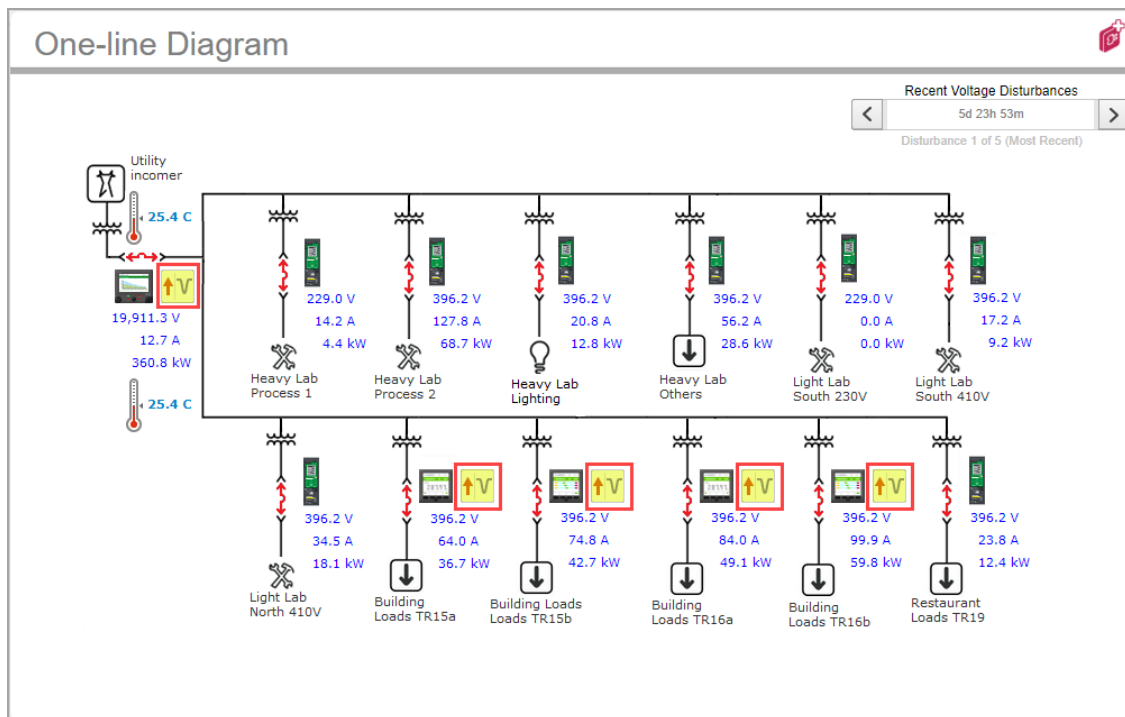 One-line Diagram
Recent Voltage Disturbances
5d 23h 53m
Disturbance 1 of 5 (Most Recent)
Utility
incomer
25.4 C
19,911.3 V
12.7 A
360.8 kW
25.4 C
229.0 V
14.2 A
4.4 kW
Heavy Lab
Process 1
396.2 V
127.8 A
68.7 kW
Heavy Lab
Process 2
396.2 V
20.8 A
12.8 kW
Heavy Lab
Lighting
396.2 V
56.2 A
28.6 kW
Heavy Lab
Others
229.0 V
0.0 A
0.0 kW
Light Lab
South 230V
396.2 V
17.2 A
9.2 kW
Light Lab
South 410V
396.2 V
34.5 A
18.1 kW
Light Lab
North 410V
396.2 V
64.0 A
36.7 kW
Building
Loads TR15a
396.2 V
74.8 A
42.7 kW
Building Loads
Loads TR15b
396.2 V
84.0 A
49.1 kW
Building
Loads TR16a
396.2 V
99.9 A
59.8 kW
Building
Loads TR16b
396.2 V
23.8 A
12.4 kW
Restaurant
Loads TR19